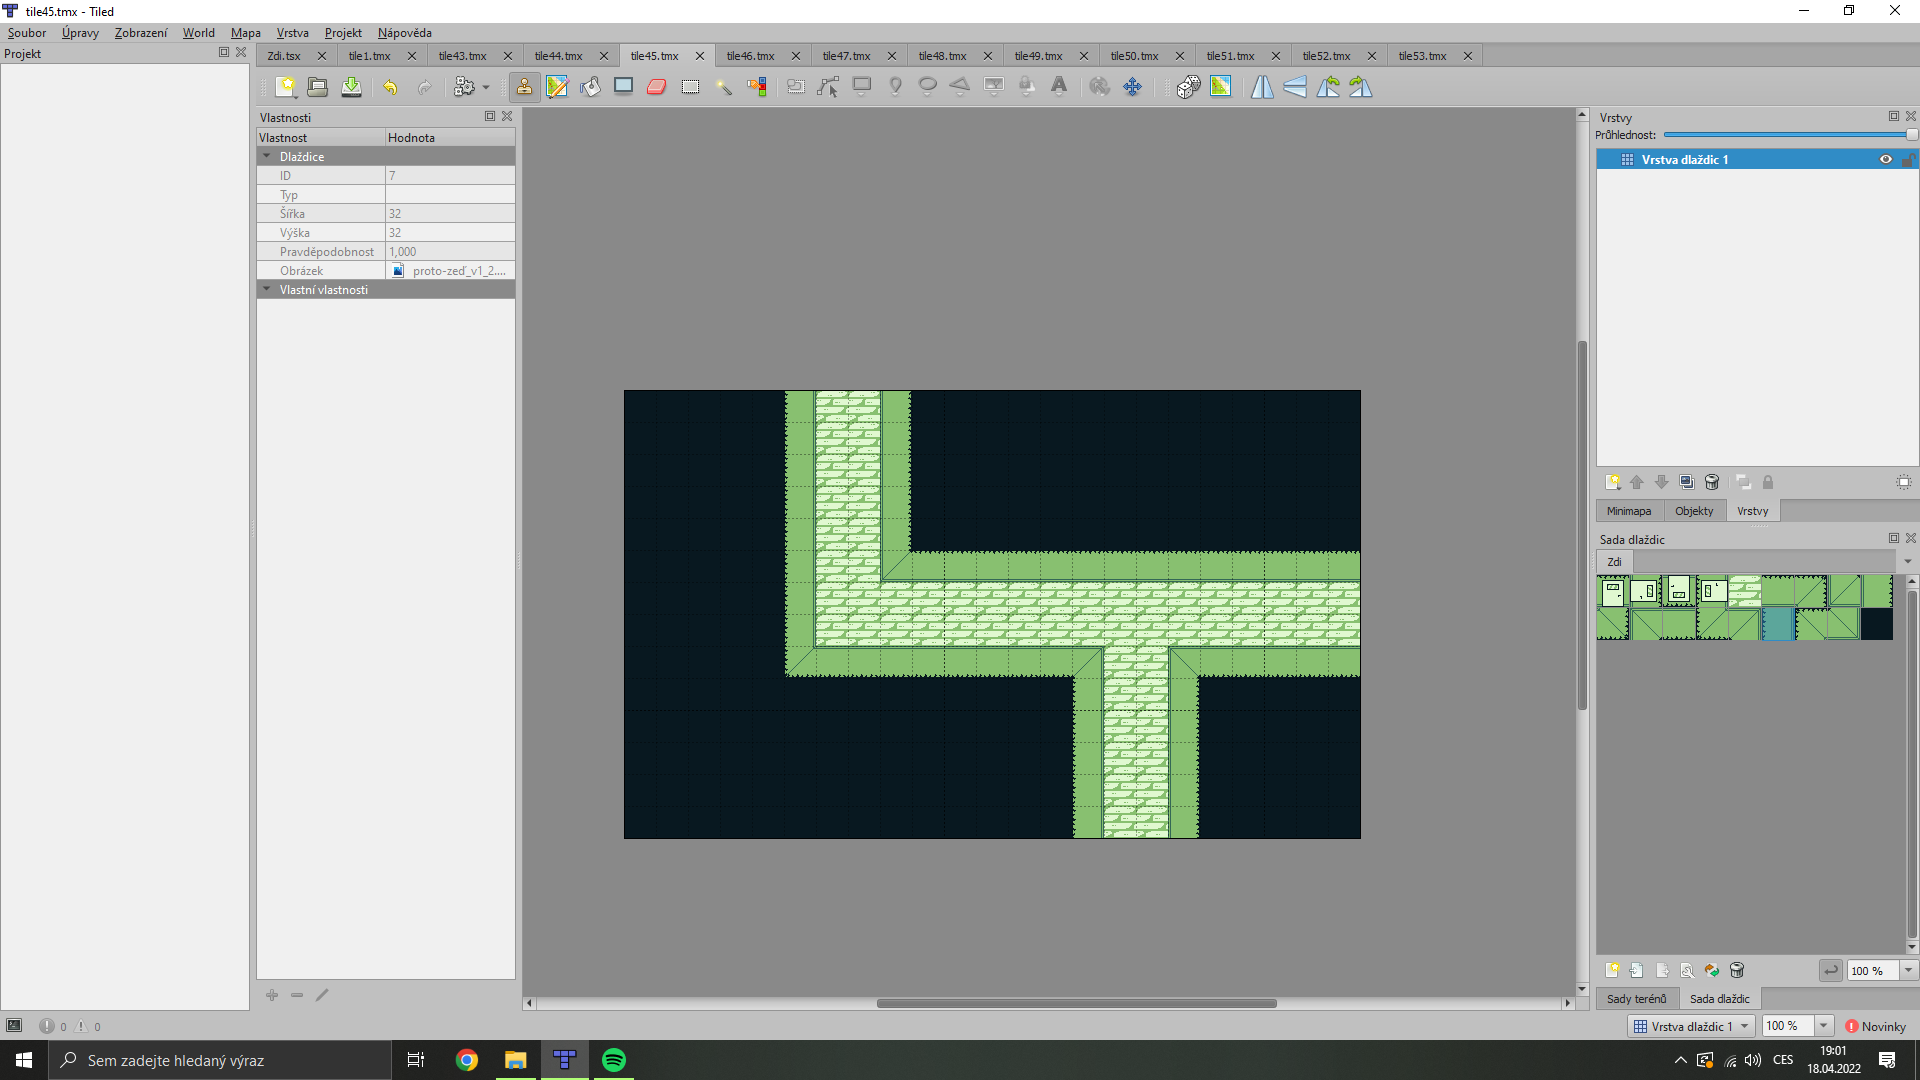 tile45.tmx - Tiled
Soubor Úpravy Zobrazení World Mapa Vrstva Projekt Nápověda
Projekt
Zdi.tsx tile1.tmx tile43.tmx tile44.tmx tile45.tmx tile46.tmx tile47.tmx tile48.tmx tile49.tmx tile50.tmx tile51.tmx tile52.tmx tile53.tmx
Vlastnosti
Vlastnost Hodnota
Dlaždice
ID 7
Typ
Šířka 32
Výška 32
Pravděpodobnost 1,000
Obrázek proto-zeď_v1_2....
Vlastní vlastnosti
Vrstvy
Průhlednost:
Vrstva dlaždic 1
Minimapa Objekty Vrstvy
Sada dlaždic
Zdi
100 %
Sady terénů Sada dlaždic
0 0
Vrstva dlaždic 1 100 % Novinky
Sem zadejte hledaný výraz
CES
19:01
18.04.2022